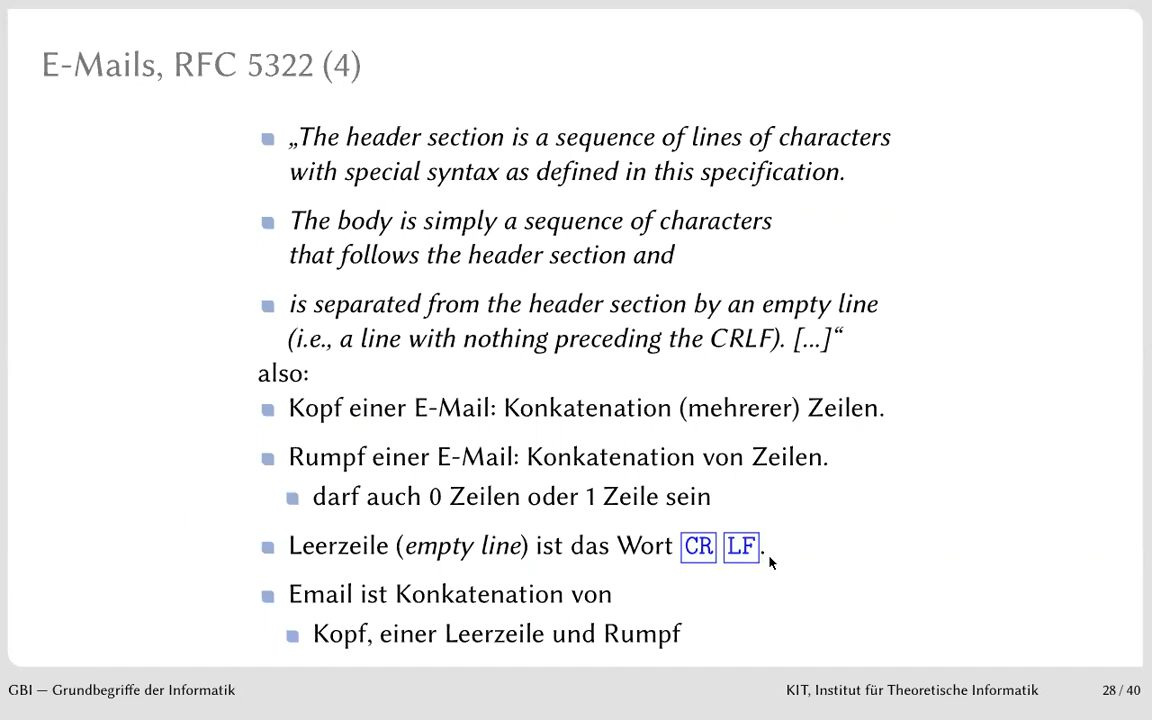 E-Mails, RFC 5322 (4)
„The header section is a sequence of lines of characters
with special syntax as defined in this specification.
The body is simply a sequence of characters
that follows the header section and
is separated from the header section by an empty line
(i.e., a line with nothing preceding the CRLF). [...]“
also:
Kopf einer E-Mail: Konkatenation (mehrerer) Zeilen.
Rumpf einer E-Mail: Konkatenation von Zeilen.
darf auch 0 Zeilen oder 1 Zeile sein
Leerzeile (empty line) ist das Wort CR LF.
Email ist Konkatenation von
Kopf, einer Leerzeile und Rumpf
GBI — Grundbegriffe der Informatik KIT, Institut für Theoretische Informatik 28 / 40